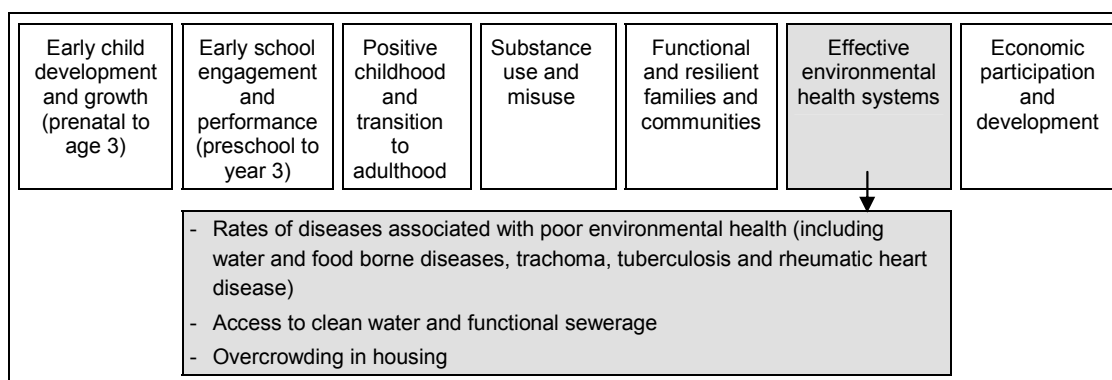 Early child
development
and growth
(prenatal to
age 3)
Early school
engagement
and
performance
(preschool to
year 3)
Positive
childhood
and
transition
to
adulthood
Substance
use and
misuse
Functional
and resilient
families and
communities
Effective
environmental
health systems
Economic
participation
and
development
- Rates of diseases associated with poor environmental health (including
water and food borne diseases, trachoma, tuberculosis and rheumatic heart
disease)
- Access to clean water and functional sewerage
- Overcrowding in housing